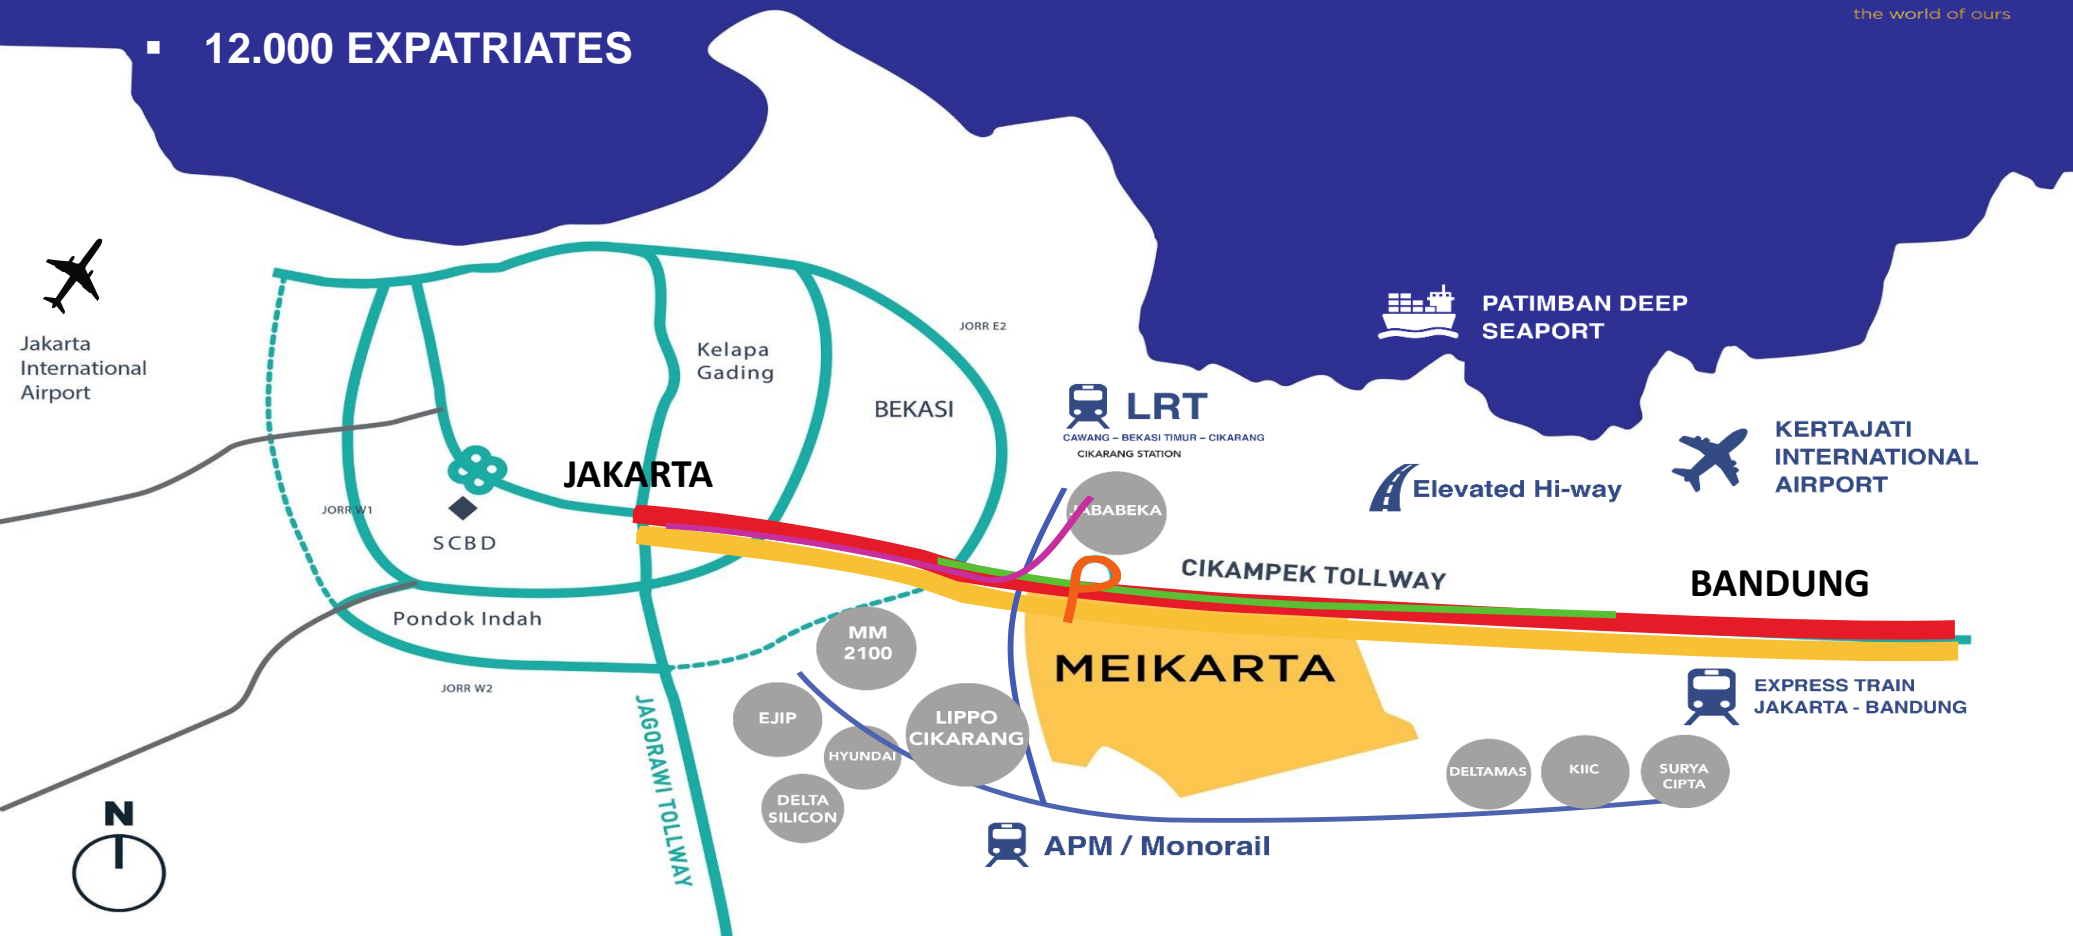 the world of ours
▪ 12.000 EXPATRIATES
Jakarta
International
Airport
JORR E2
Kelapa
Gading
BEKASI
PATIMBAN DEEP
SEAPORT
LRT
CAWANG – BEKASI TIMUR – CIKARANG
CIKARANG STATION
JABABEKA
KERTAJATI
INTERNATIONAL
AIRPORT
Elevated Hi-way
JAKARTA
JORR W1
SCBD
CIKAMPEK TOLLWAY
BANDUNG
Pondok Indah
JORR W2
MM
2100
MEIKARTA
EJIP
LIPPO
CIKARANG
HYUNDAI
DELTA
SILICON
JAGORAWI TOLLWAY
EXPRESS TRAIN
JAKARTA - BANDUNG
DELTAMAS
KIIC
SURYA
CIPTA
APM / Monorail
N